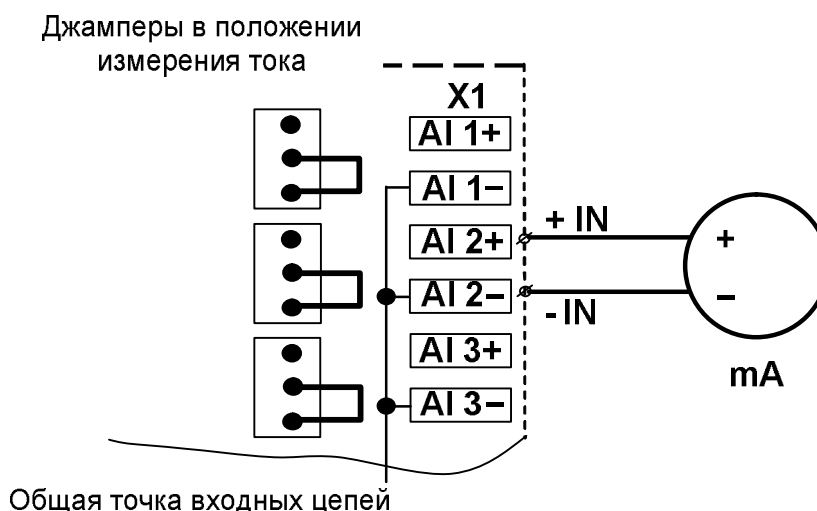 Джамперы в положении
измерения тока
X1
AI 1+
AI 1−
AI 2+
AI 2−
AI 3+
AI 3−
+ IN
- IN
+
−
mA
Общая точка входных цепей